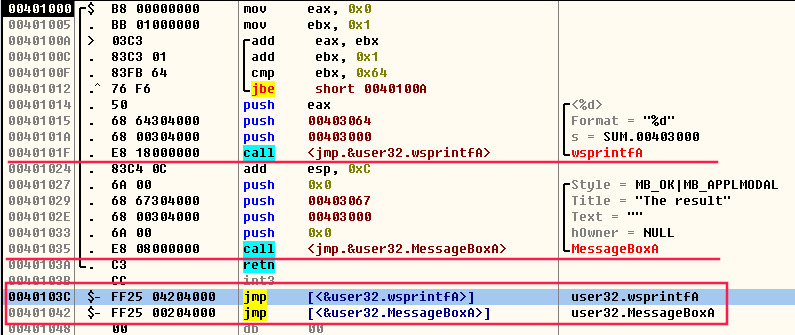 00401000 $ B8 00000000 mov eax, 0x0
00401005 . BB 01000000 mov ebx, 0x1
0040100A > 03C3 add eax, ebx
0040100C . 83C3 01 add ebx, 0x1
0040100F . 83FB 64 cmp ebx, 0x64
00401012 .^ 76 F6 jbe short 0040100A
00401014 . 50 push eax <%d>
00401015 . 68 64304000 push 00403064 Format = "%d"
0040101A . 68 00304000 push 00403000 s = SUM.00403000
0040101F . E8 18000000 call <jmp.&user32.wsprintfA> wsprintfA
00401024 . 83C4 0C add esp, 0xC
00401027 . 6A 00 push 0x0 Style = MB_OK|MB_APPLMODAL
00401029 . 68 67304000 push 00403067 Title = "The result"
0040102E . 68 00304000 push 00403000 Text = ""
00401033 . 6A 00 push 0x0 hOwner = NULL
00401035 . E8 08000000 call <jmp.&user32.MessageBoxA> MessageBoxA
0040103A . C3 retn
0040103B CC int3
0040103C $- FF25 04204000 jmp [<&user32.wsprintfA>] user32.wsprintfA
00401042 $- FF25 00204000 jmp [<&user32.MessageBoxA>] user32.MessageBoxA
00401048 00 db 00